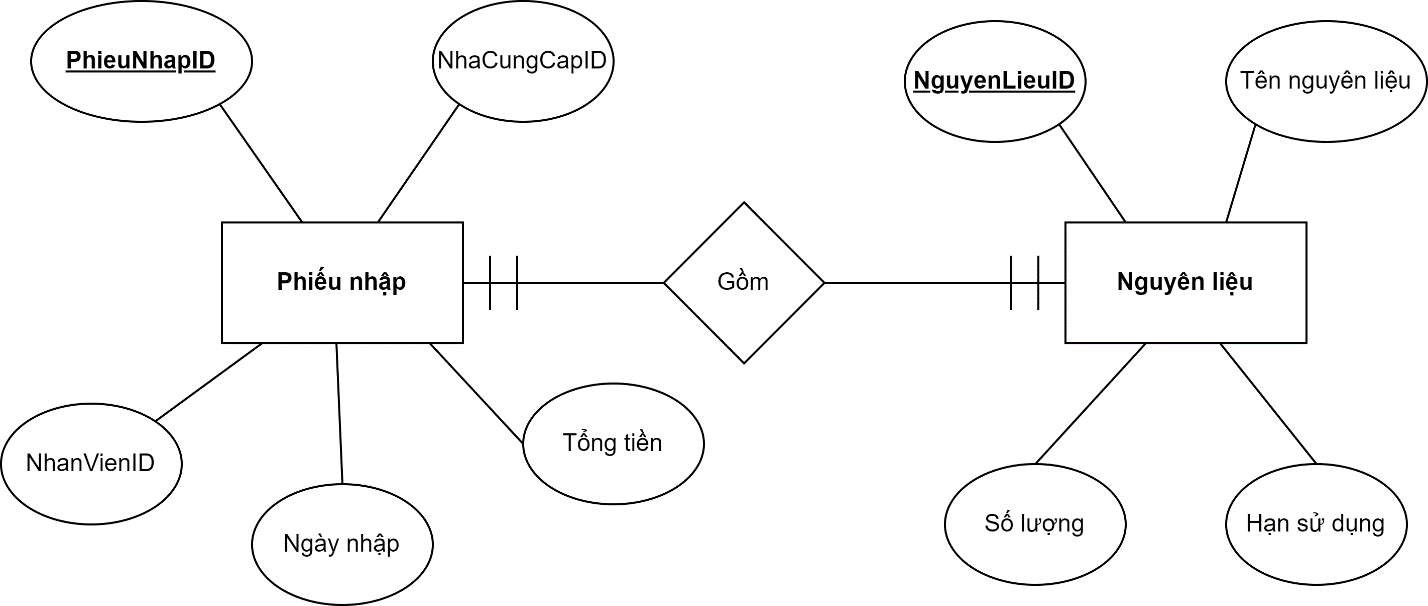 PhieuNhapID
NhaCungCapID
NguyenLieuID
Tên nguyên liệu
Phiếu nhập
Gồm
Nguyên liệu
NhanVienID
Ngày nhập
Tổng tiền
Số lượng
Hạn sử dụng